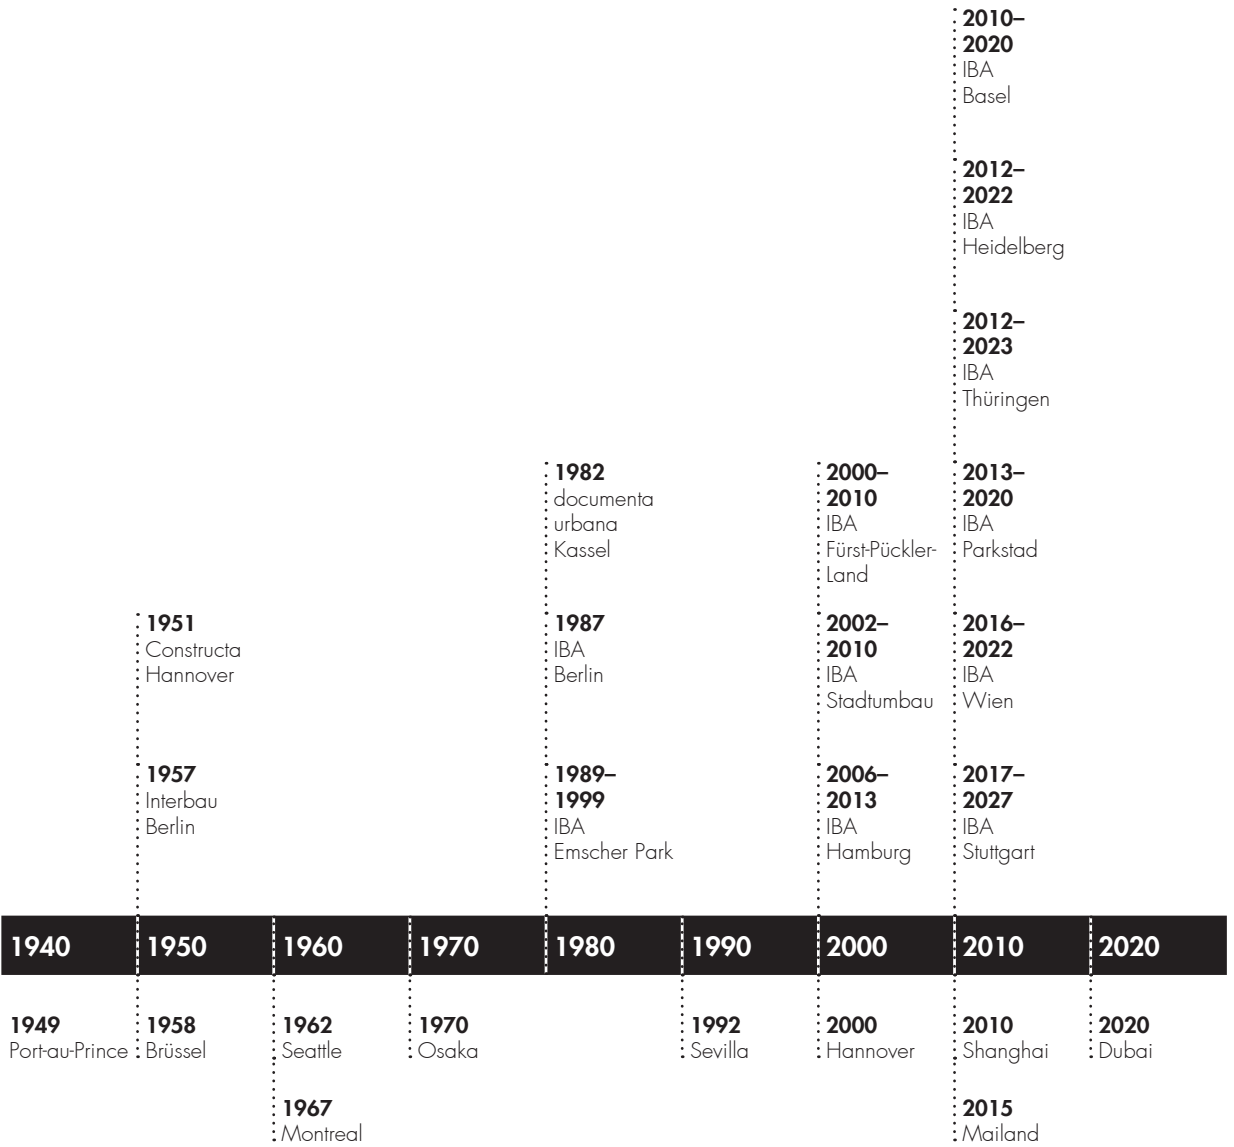 2010–
2020
IBA
Basel
2012–
2022
IBA
Heidelberg
2012–
2023
IBA
Thüringen
1982
documenta
urbana
Kassel
2000–
2010
IBA
Fürst-Pückler-
Land
2013–
2020
IBA
Parkstad
1951
Constructa
Hannover
1987
IBA
Berlin
2002–
2010
IBA
Stadtumbau
2016–
2022
IBA
Wien
1957
Interbau
Berlin
1989–
1999
IBA
Emscher Park
2006–
2013
IBA
Hamburg
2017–
2027
IBA
Stuttgart
1940 1950 1960 1970 1980 1990 2000 2010 2020
1949
Port-au-Prince
1958
Brüssel
1962
Seattle
1970
Osaka
1992
Sevilla
2000
Hannover
2010
Shanghai
2020
Dubai
1967
Montreal
2015
Mailand